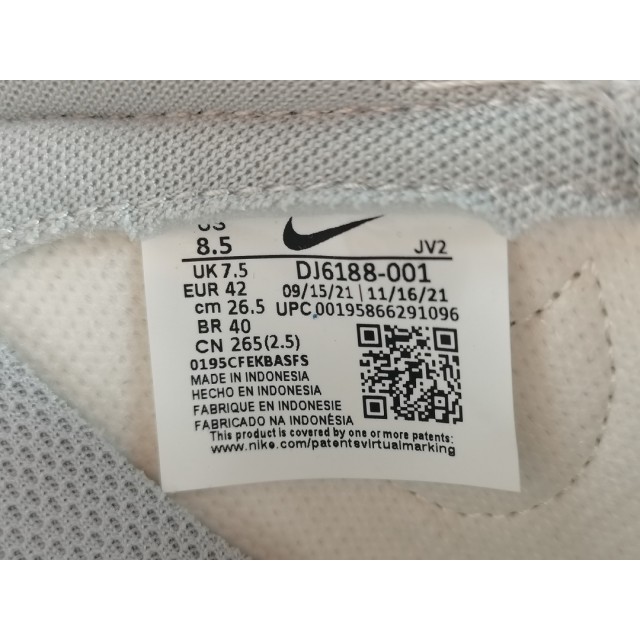 US
8.5
JV2
UK 7.5
DJ6188-001
EUR 42
09/15/21 | 11/16/21
cm 26.5
UPC 00195866291096
BR 40
CN 265(2.5)
0195CFEKBASFS
MADE IN INDONESIA
HECHO EN INDONESIA
FABRIQUE EN INDONESIE
FABRICADO NA INDONÉSIA
This product is covered by one or more patents:
www.nike.com/patentsvirtualmarking